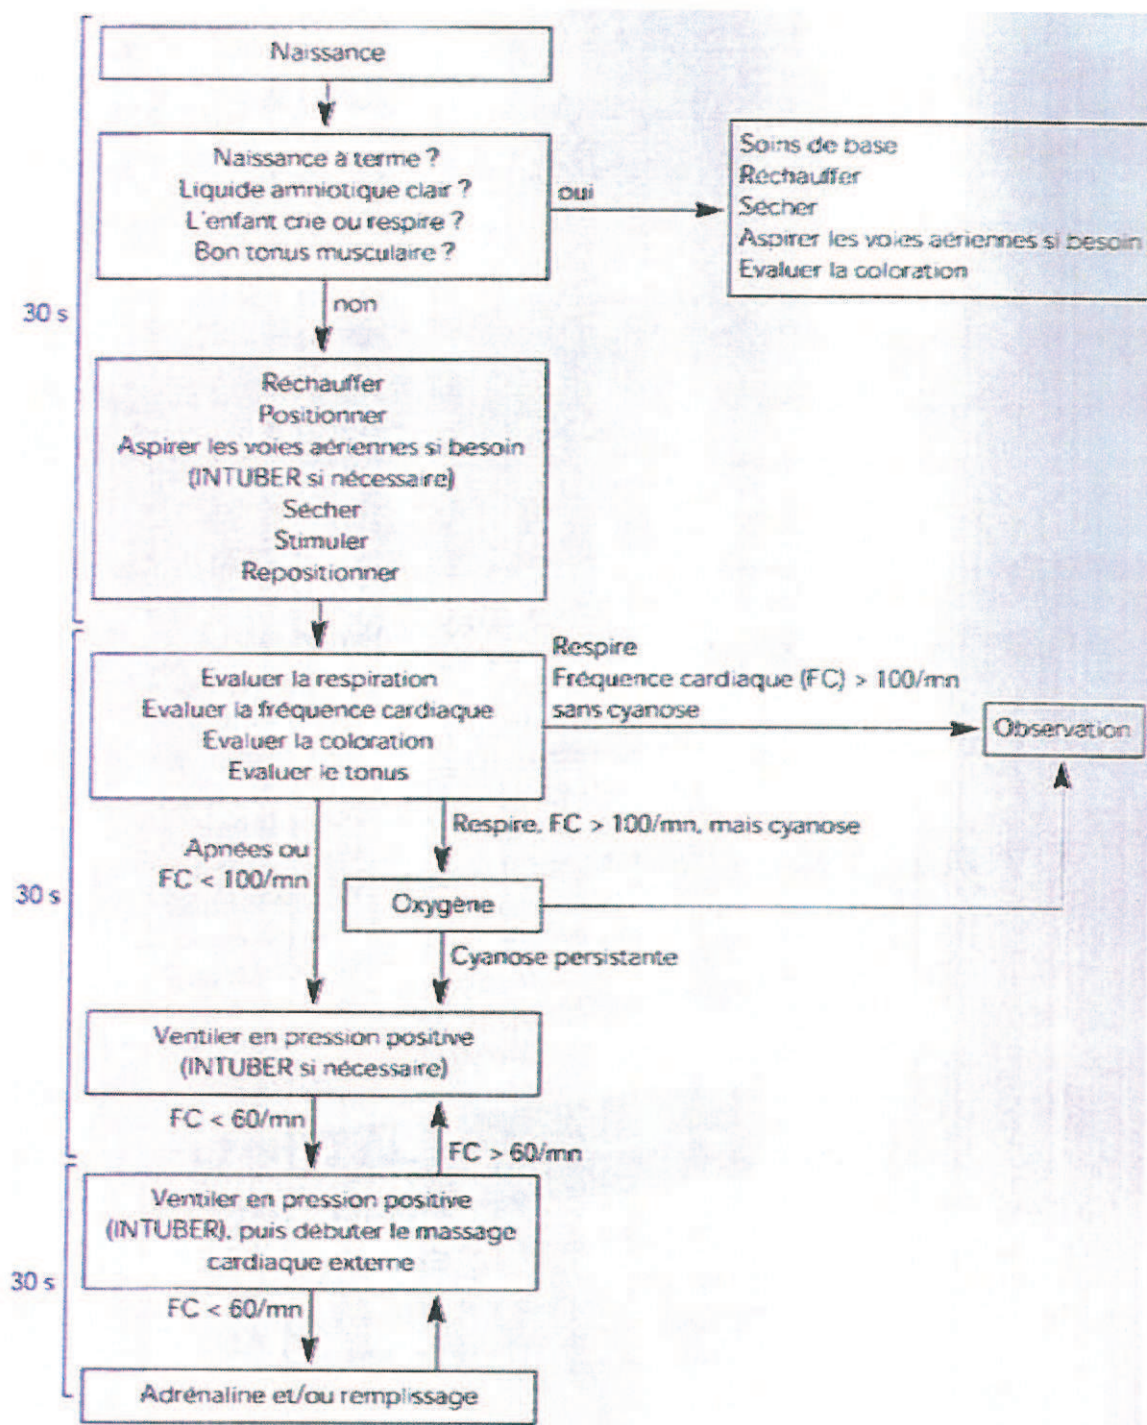 Naissance
Naissance à terme ?
Liquide amniotique clair ?
L'enfant crie ou respire ?
Bon tonus musculaire ?
oui
Soins de base
Réchauffer
Sécher
Aspirer les voies aériennes si besoin
Evaluer la coloration
30 s
non
Réchauffer
Positionner
Aspirer les voies aériennes si besoin
(INTUBER si nécessaire)
Sécher
Stimuler
Repositionner
Evaluer la respiration
Evaluer la fréquence cardiaque
Evaluer la coloration
Evaluer le tonus
Respire
Fréquence cardiaque (FC) > 100/mn
sans cyanose
Observation
30 s
Apnées ou
FC < 100/mn
Respire, FC > 100/mn, mais cyanose
Oxygène
Cyanose persistante
Ventiler en pression positive
(INTUBER si nécessaire)
FC < 60/mn
FC > 60/mn
30 s
Ventiler en pression positive
(INTUBER), puis débuter le massage
cardiaque externe
FC < 60/mn
Adrénaline et/ou remplissage